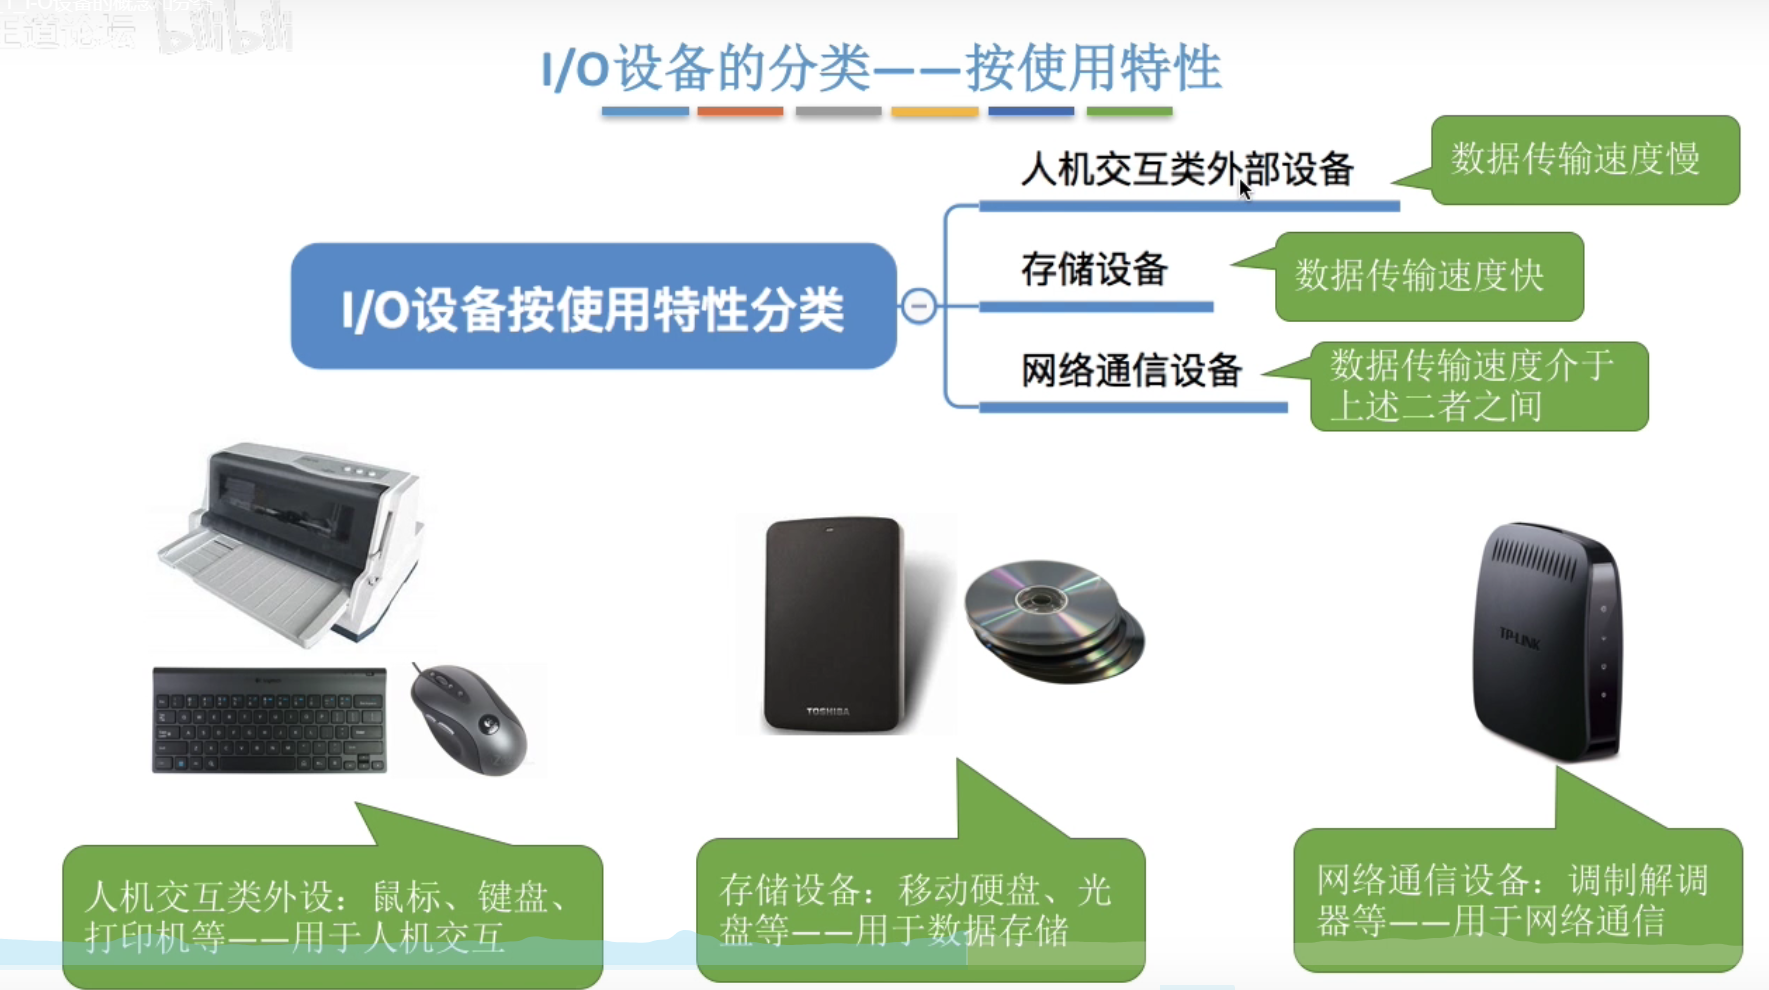 王道论坛 bilibili
I/O设备的分类——按使用特性
人机交互类外部设备
数据传输速度慢
存储设备
数据传输速度快
I/O设备按使用特性分类
网络通信设备
数据传输速度介于
上述二者之间
TOSHIBA
TP-LINK
人机交互类外设：鼠标、键盘、
打印机等——用于人机交互
存储设备：移动硬盘、光
盘等——用于数据存储
网络通信设备：调制解调
器等——用于网络通信